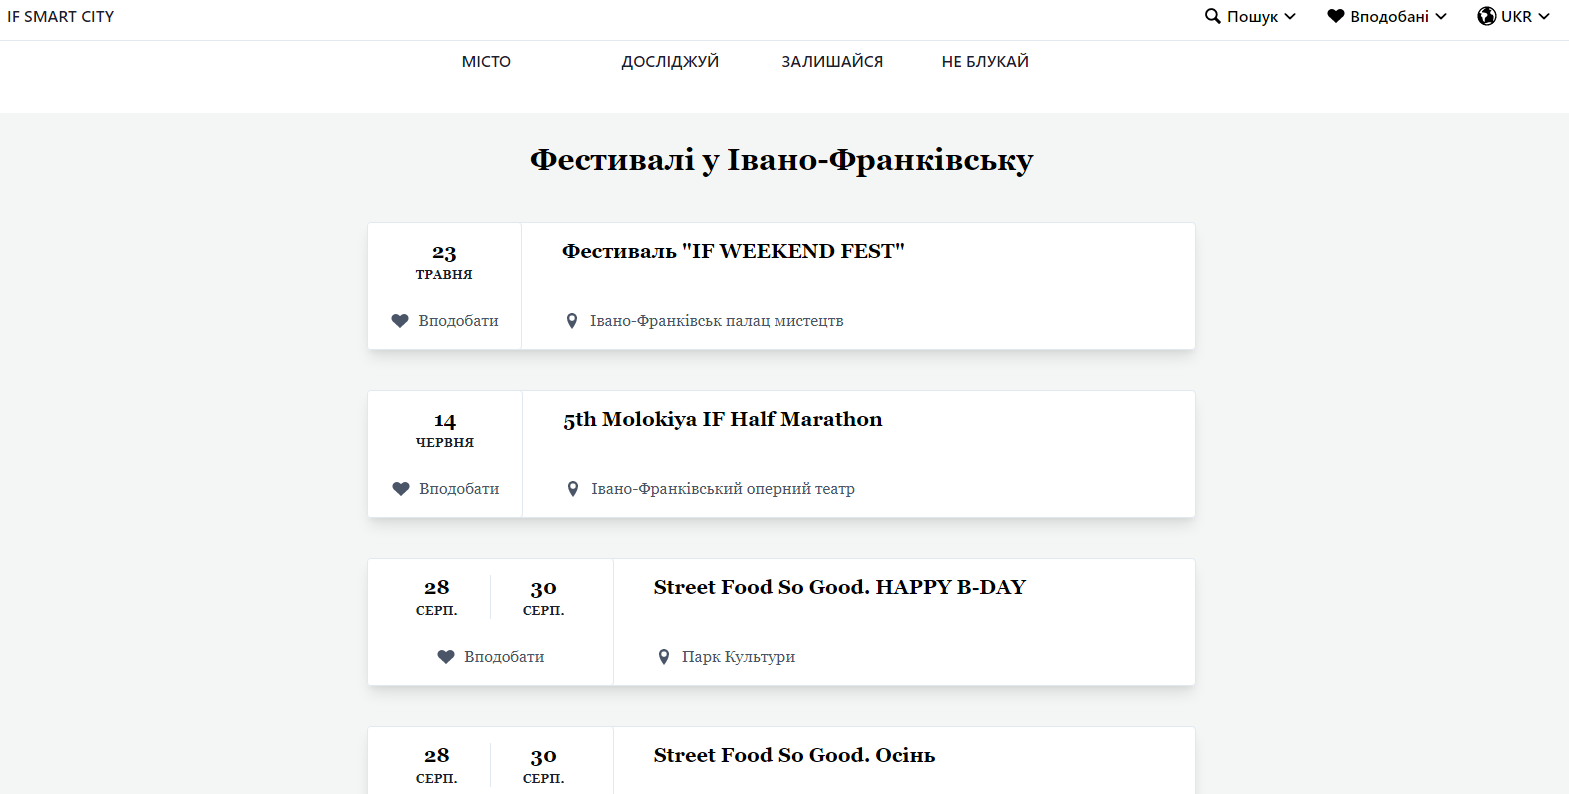 IF SMART CITY
Пошук
Вподобані
UKR
МІСТО
ДОСЛІДЖУЙ
ЗАЛИШАЙСЯ
НЕ БЛУКАЙ
Фестивалі у Івано-Франківську
23
ТРАВНЯ
Вподобати
Фестиваль "IF WEEKEND FEST"
Івано-Франківськ палац мистецтв
14
ЧЕРВНЯ
Вподобати
5th Molokiya IF Half Marathon
Івано-Франківський оперний театр
28
СЕРП.
30
СЕРП.
Вподобати
Street Food So Good. HAPPY B-DAY
Парк Культури
28
СЕРП.
30
СЕРП.
Street Food So Good. Осінь